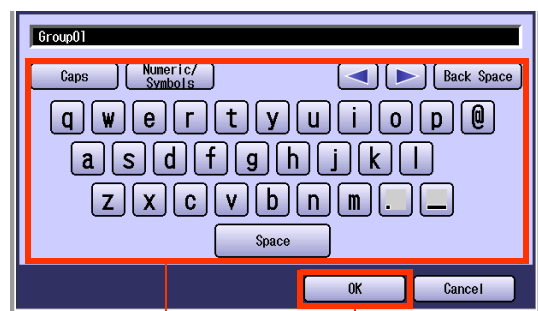 Group01
Caps Numeric/ Back Space
Symbols
q w e r t y u i o p @
a s d f g h j k l
z x c v b n m . _
Space
OK Cancel